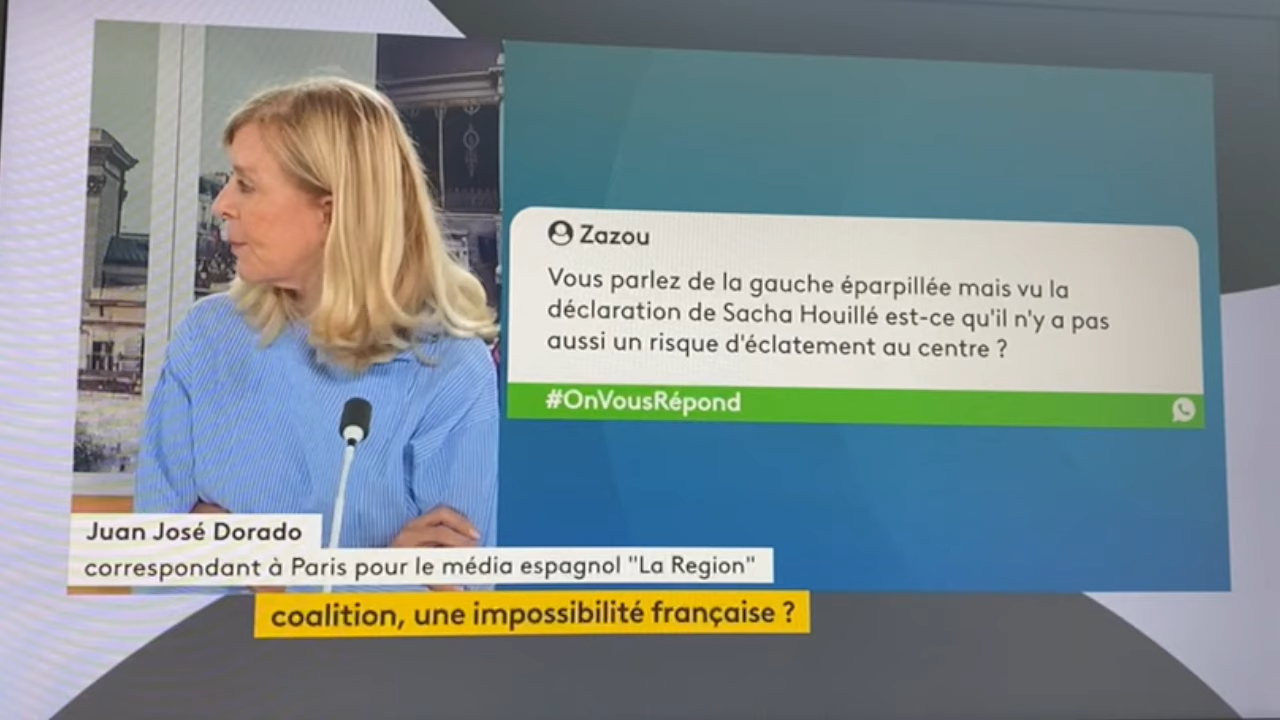 Zazou
Vous parlez de la gauche éparpillée mais vu la
déclaration de Sacha Houillé est-ce qu'il n'y a pas
aussi un risque d'éclatement au centre ?
#OnVousRépond
Juan José Dorado
correspondant à Paris pour le média espagnol "La Region"
coalition, une impossibilité française ?